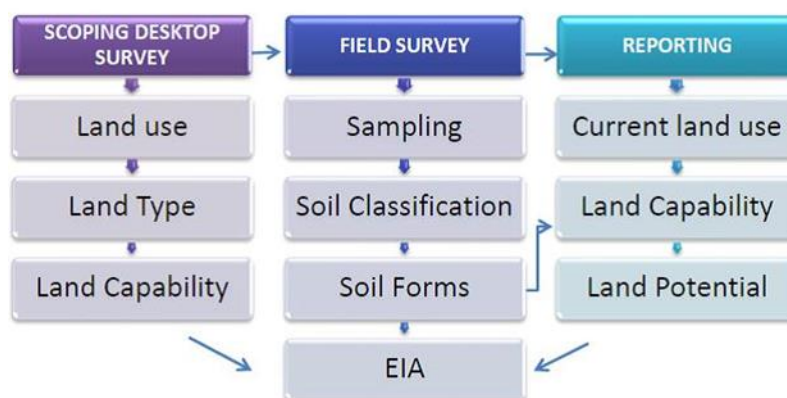 SCOPING DESKTOP
SURVEY
Land use
Land Type
Land Capability
FIELD SURVEY
Sampling
Soil Classification
Soil Forms
EIA
REPORTING
Current land use
Land Capability
Land Potential